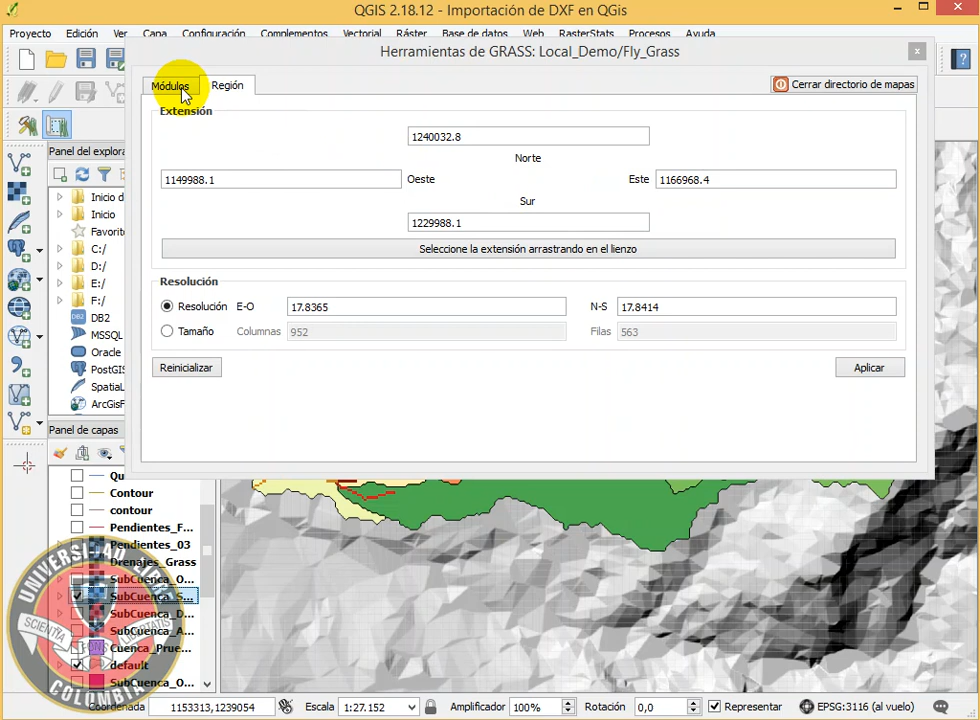 QGIS 2.18.12 - Importación de DXF en QGis
Proyecto Edición Ver Capa Configuración Complementos Vectorial Ráster Base de datos Web RasterStats Procesos Ayuda
Herramientas de GRASS: Local_Demo/Fly_Grass
Módulos Región Cerrar directorio de mapas
Extensión
1240032.8
Norte
1149988.1 Oeste Este 1166968.4
Sur
1229988.1
Seleccione la extensión arrastrando en el lienzo
Resolución
Resolución E-O 17.8365 N-S 17.8414
Tamaño Columnas 952 Filas 563
Reinicializar Aplicar
Panel del explora
Inicio d
Inicio
Favorit
C:/
D:/
E:/
F:/
DB2
MSSQL
Oracle
PostGIS
SpatiaL
ArcGisF
Panel de capas
Qu
Contour
contour
Pendientes_F...
Pendientes_03
Drenajes_Grass
SubCuenca_O...
SubCuenca_S...
SubCuenca_D...
SubCuenca_A...
Cuenca_Prue...
default
SubCuenca_O...
SCIENTIA
COLOMBIA
Coordenada 1153313,1239054 Escala 1:27.152 Amplificador 100% Rotación 0,0 Representar EPSG:3116 (al vuelo)